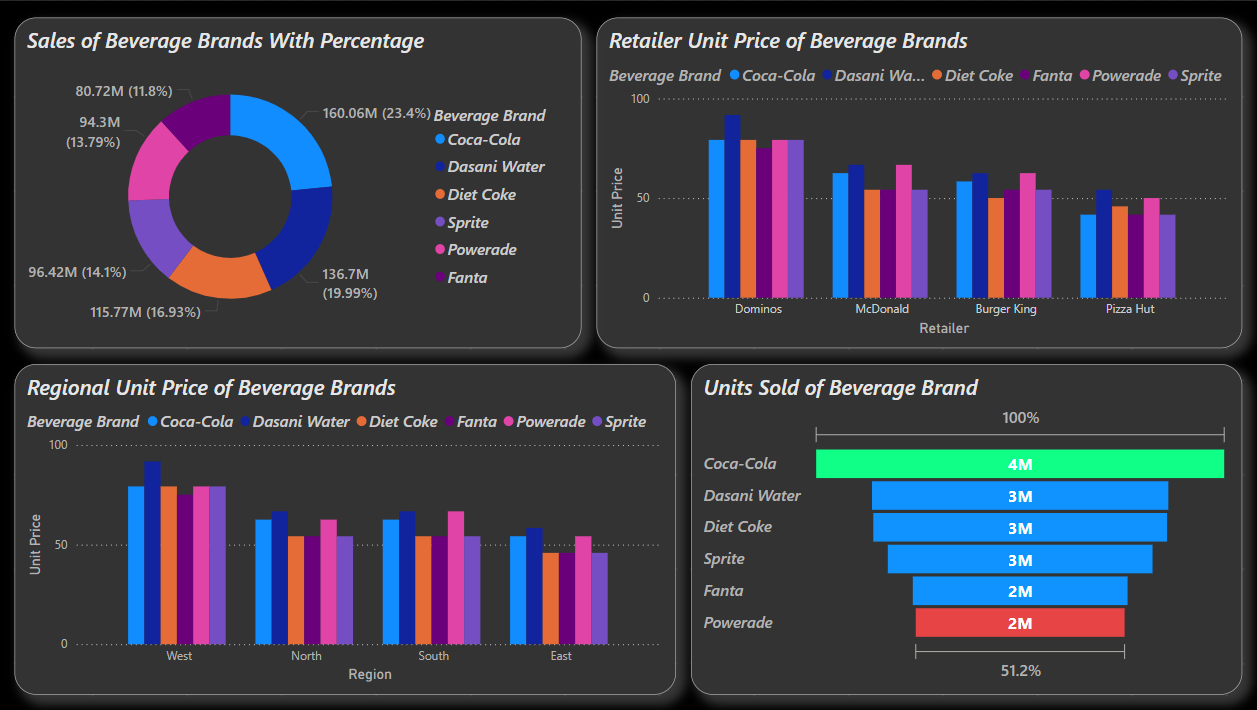 Sales of Beverage Brands With Percentage
80.72M (11.8%)
94.3M
(13.79%)
96.42M (14.1%)
115.77M (16.93%)
160.06M (23.4%)
136.7M
(19.99%)
Beverage Brand
Coca-Cola
Dasani Water
Diet Coke
Sprite
Powerade
Fanta
Retailer Unit Price of Beverage Brands
Beverage Brand Coca-Cola Dasani Wa... Diet Coke Fanta Powerade Sprite
Unit Price
100
50
0
Dominos McDonald Burger King Pizza Hut
Retailer
Regional Unit Price of Beverage Brands
Beverage Brand Coca-Cola Dasani Water Diet Coke Fanta Powerade Sprite
Unit Price
100
50
0
West North South East
Region
Units Sold of Beverage Brand
100%
Coca-Cola 4M
Dasani Water 3M
Diet Coke 3M
Sprite 3M
Fanta 2M
Powerade 2M
51.2%